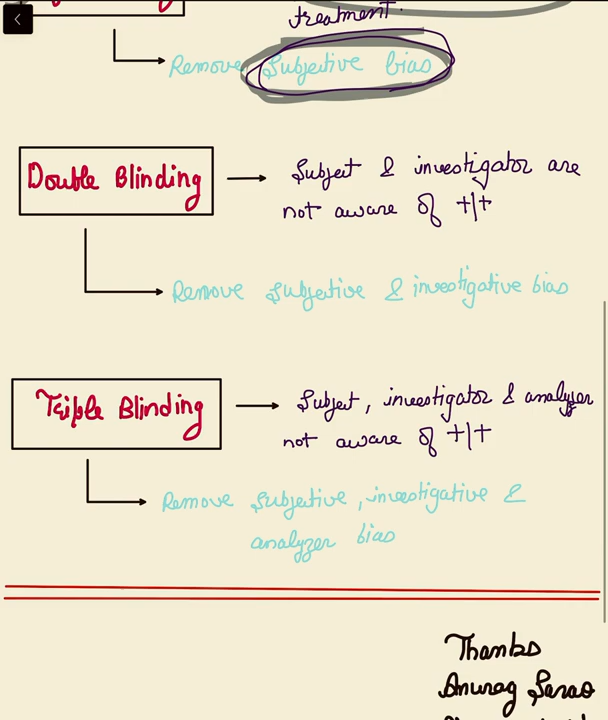 treatment.
Remove Subjective bias
Double Blinding → Subject & investigator are
not aware of t/t
Remove Subjective & investigative bias
Triple Blinding → Subject, investigator & analyzer
not aware of t/t
Remove Subjective, investigative &
analyzer bias
Thanks
Anurag